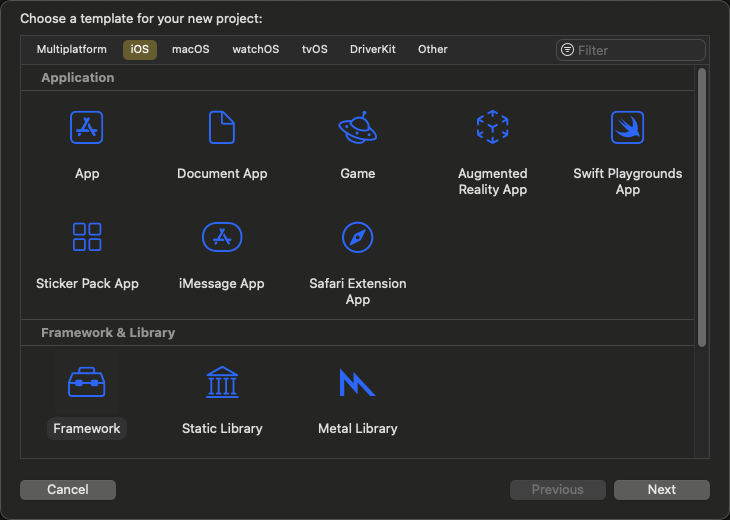 Choose a template for your new project:
Multiplatform iOS macOS watchOS tvOS DriverKit Other Filter
Application
App Document App Game Augmented Reality App Swift Playgrounds App
Sticker Pack App iMessage App Safari Extension App
Framework & Library
Framework Static Library Metal Library
Cancel Previous Next